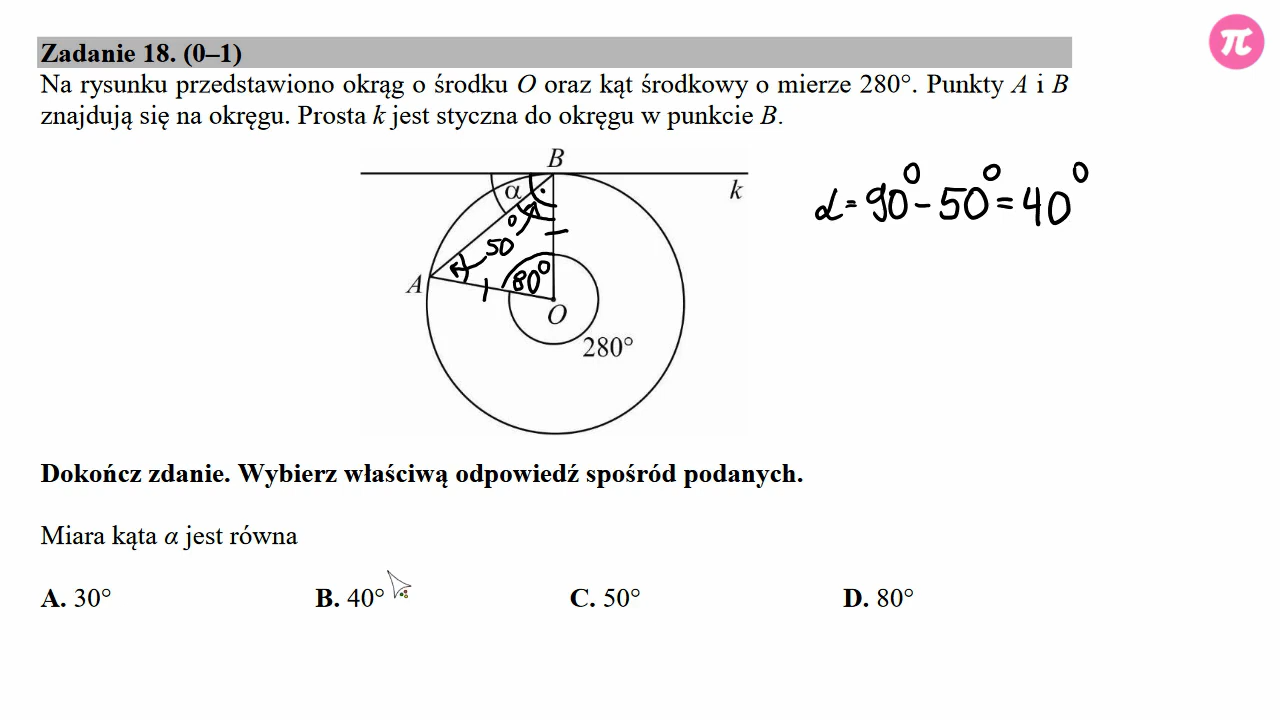 π
Zadanie 18. (0–1)
Na rysunku przedstawiono okrąg o środku O oraz kąt środkowy o mierze 280°. Punkty A i B
znajdują się na okręgu. Prosta k jest styczna do okręgu w punkcie B.
B
α
k
α = 90° - 50° = 40°
50°
A
80°
O
280°
Dokończ zdanie. Wybierz właściwą odpowiedź spośród podanych.
Miara kąta α jest równa
A. 30° B. 40° C. 50° D. 80°